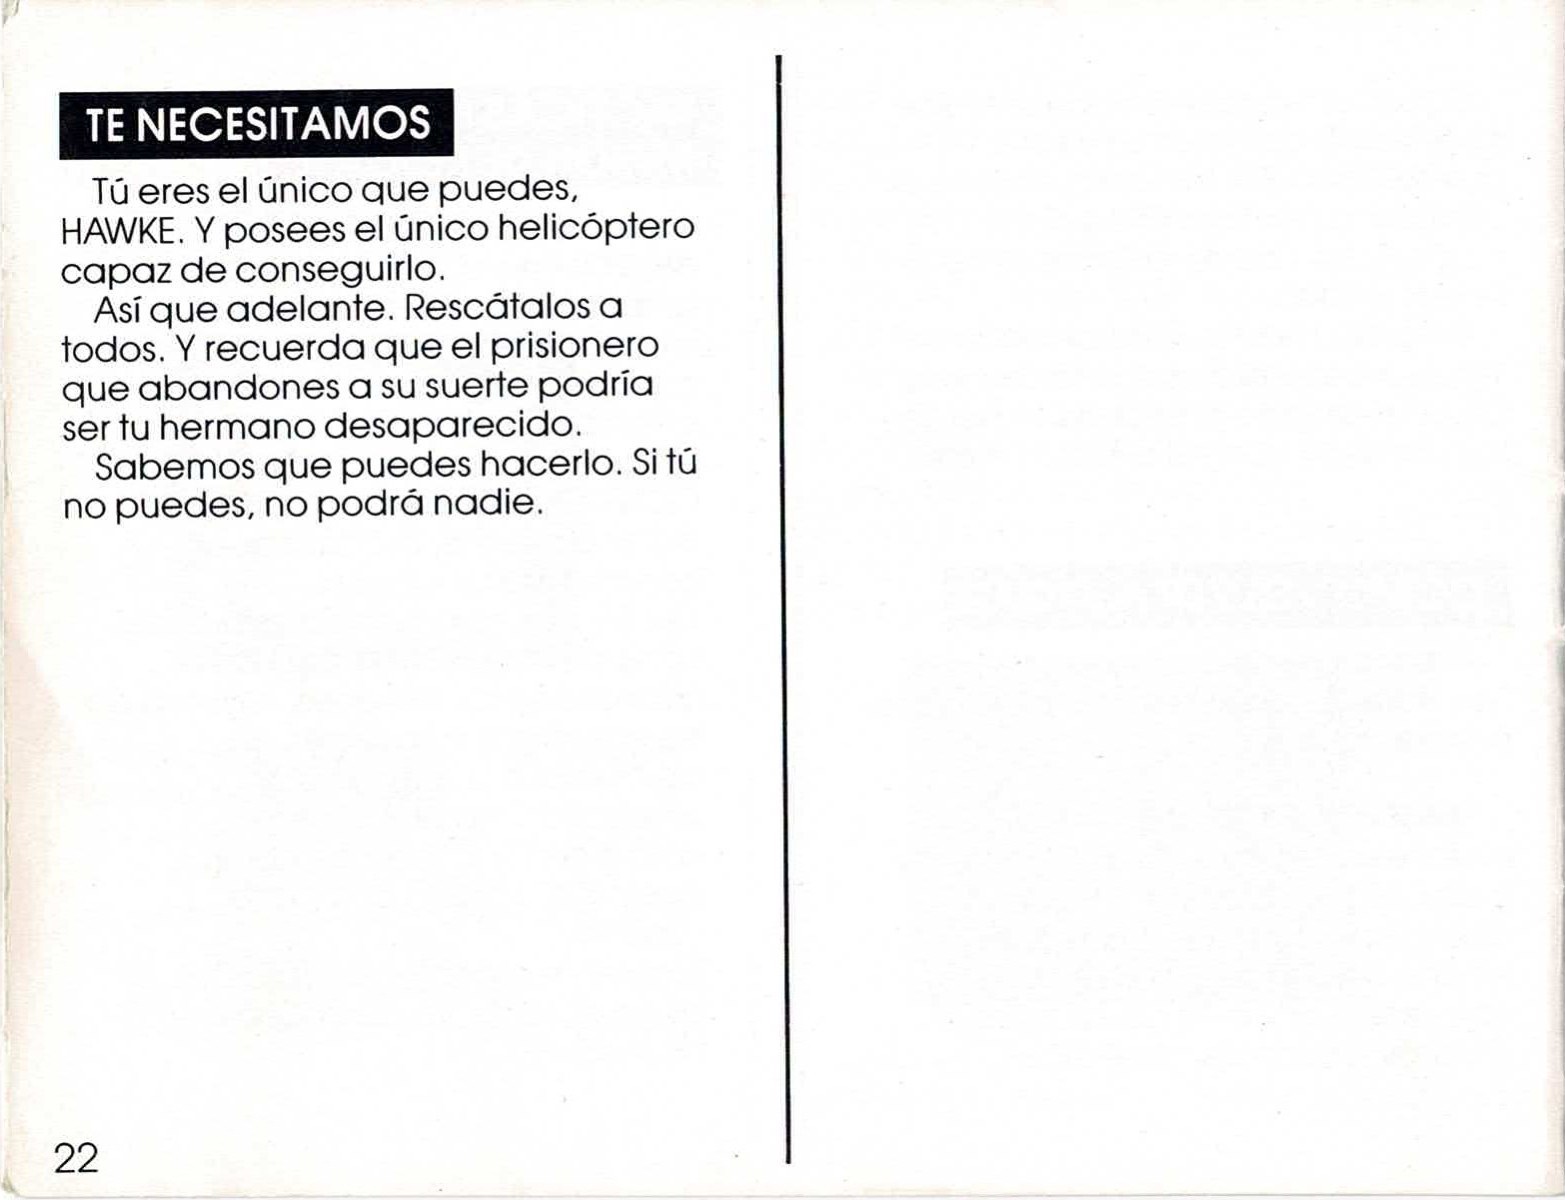 TE NECESITAMOS
Tú eres el único que puedes,
HAWKE. Y posees el único helicóptero
capaz de conseguirlo.
Así que adelante. Rescátalos a
todos. Y recuerda que el prisionero
que abandones a su suerte podría
ser tu hermano desaparecido.
Sabemos que puedes hacerlo. Si tú
no puedes, no podrá nadie.
22